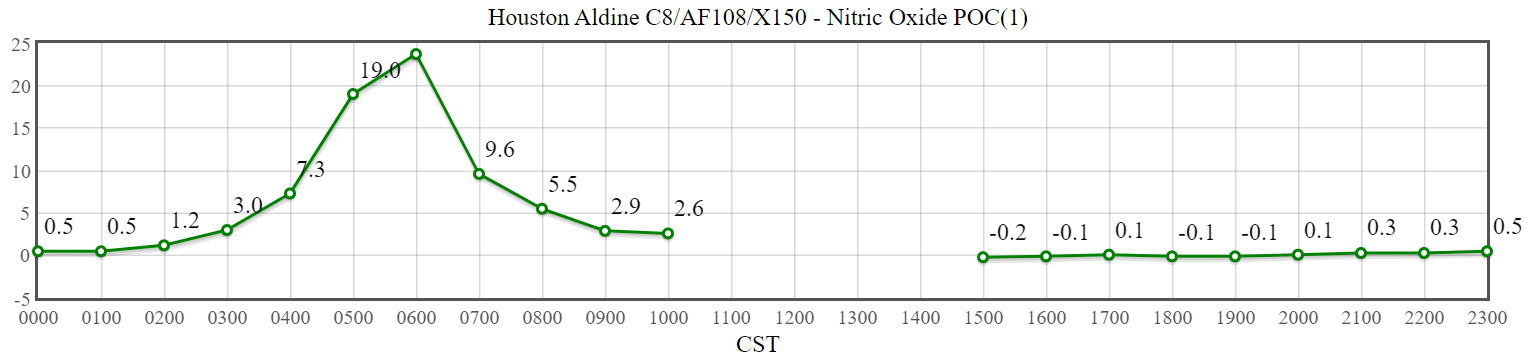 Houston Aldine C8/AF108/X150 - Nitric Oxide POC(1)
25
20
15
10
5
0
-5
0.5 0.5 1.2 3.0 7.3 19.0 9.6 5.5 2.9 2.6 -0.2 -0.1 0.1 -0.1 -0.1 0.1 0.3 0.3 0.5
0000 0100 0200 0300 0400 0500 0600 0700 0800 0900 1000 1100 1200 1300 1400 1500 1600 1700 1800 1900 2000 2100 2200 2300
CST